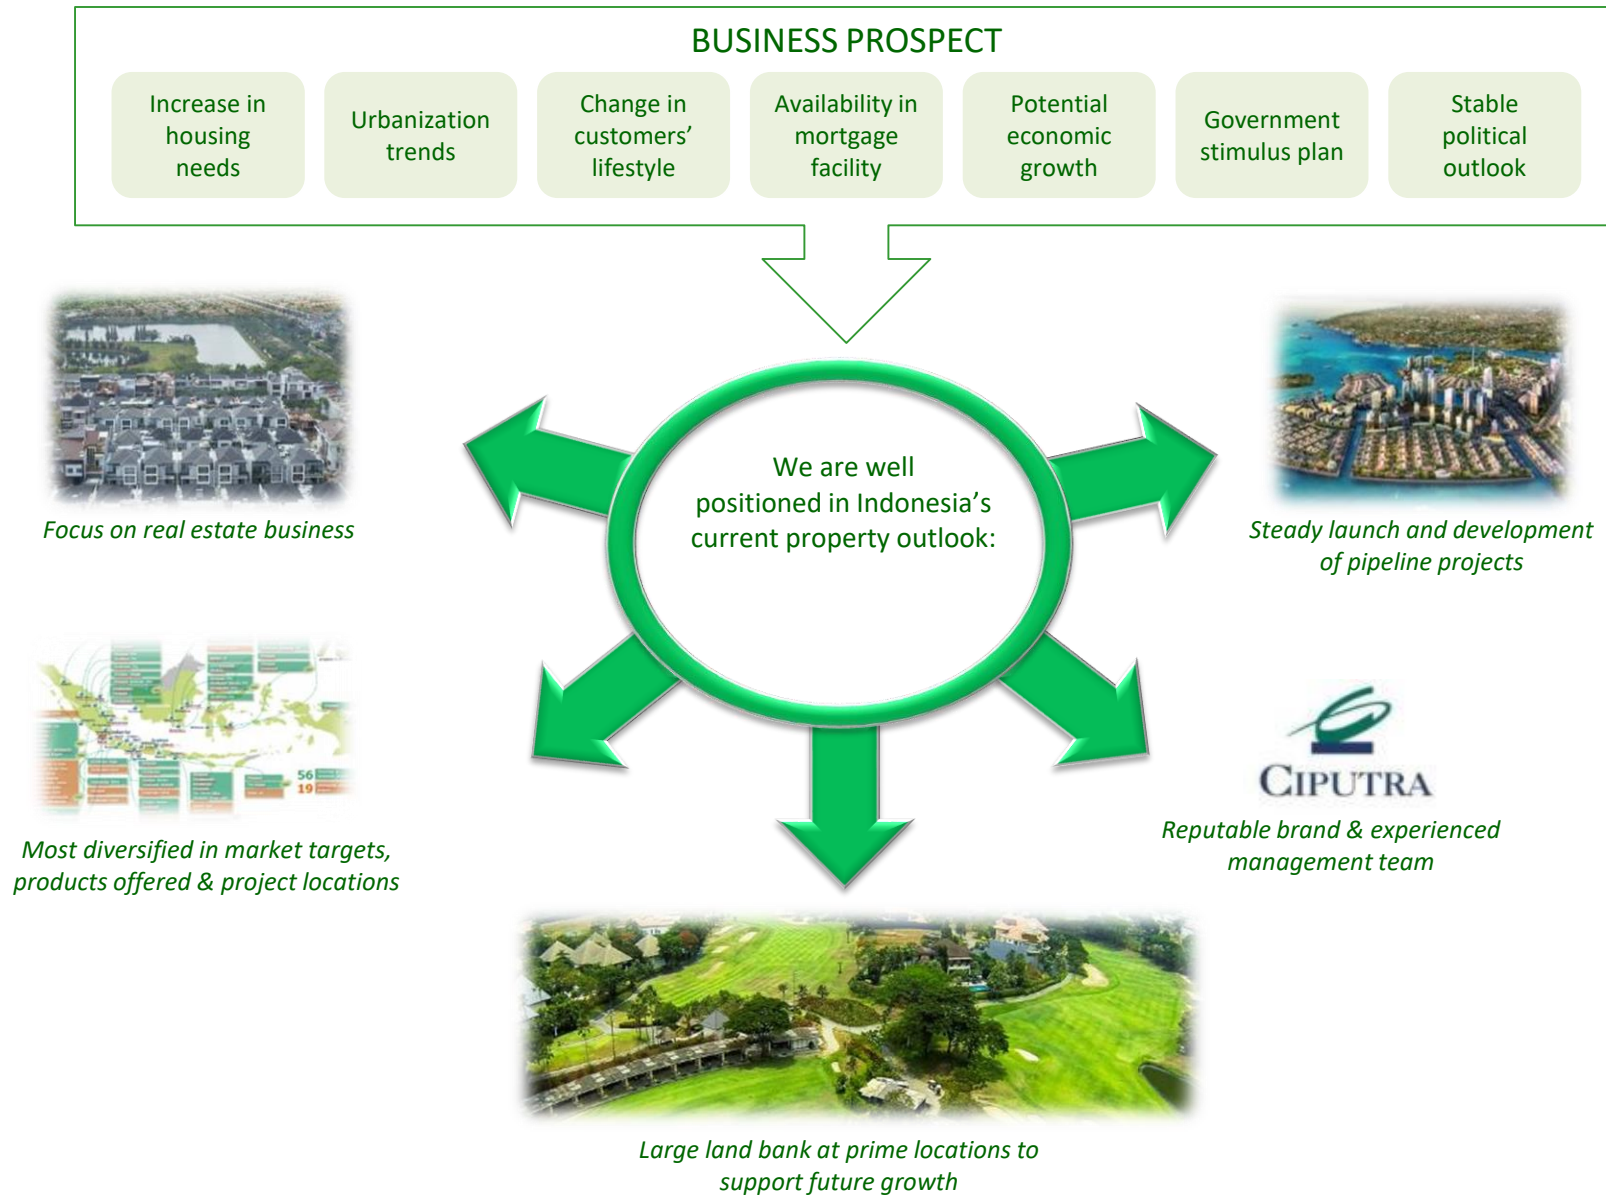 BUSINESS PROSPECT
Increase in
housing
needs
Urbanization
trends
Change in
customers’
lifestyle
Availability in
mortgage
facility
Potential
economic
growth
Government
stimulus plan
Stable
political
outlook
We are well
positioned in Indonesia’s
current property outlook:
Focus on real estate business
Steady launch and development
of pipeline projects
56
19
Most diversified in market targets,
products offered & project locations
CIPUTRA
Reputable brand & experienced
management team
Large land bank at prime locations to
support future growth